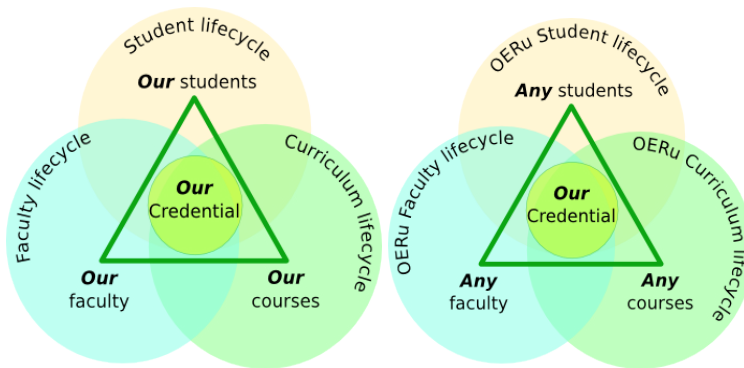 Student lifecycle
Our students
Faculty lifecycle
Curriculum lifecycle
Our
Credential
Our
faculty
Our
courses
OERu Student lifecycle
Any students
OERu Faculty lifecycle
OERu Curriculum lifecycle
Our
Credential
Any
faculty
Any
courses